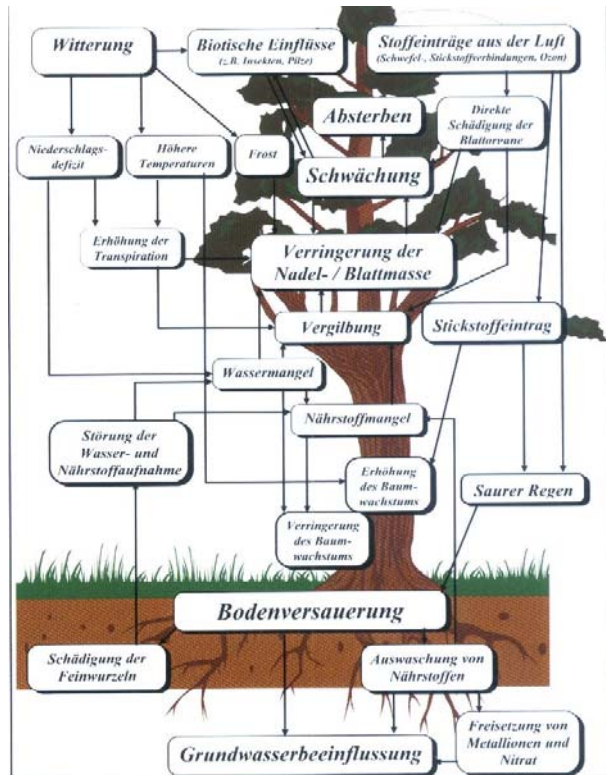 Witterung
Biotische Einflüsse
(z.B. Insekten, Pilze)
Stoffeinträge aus der Luft
(Schwefel-, Stickstoffverbindungen, Ozon)
Absterben
Direkte
Schädigung der
Blattorgane
Niederschlags-
defizit
Höhere
Temperaturen
Frost
Schwächung
Erhöhung der
Transpiration
Verringerung der
Nadel- / Blattmasse
Vergilbung
Stickstoffeintrag
Wassermangel
Nährstoffmangel
Störung der
Wasser- und
Nährstoffaufnahme
Erhöhung
des Baum-
wachstums
Saurer Regen
Verringerung
des Baum-
wachstums
Bodenversauerung
Schädigung der
Feinwurzeln
Auswaschung von
Nährstoffen
Freisetzung von
Metallionen und
Nitrat
Grundwasserbeeinflussung